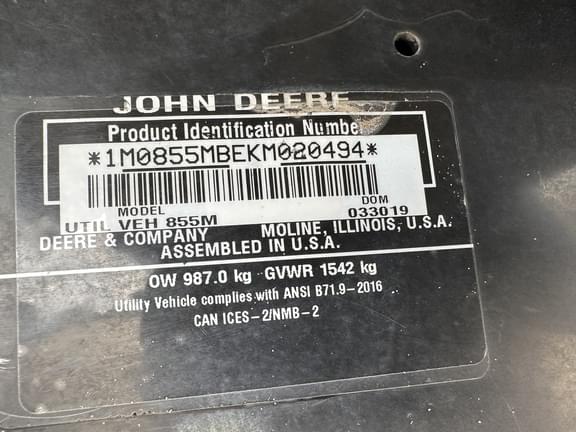 JOHN DEERE
Product Identification Number
*1M0855MBEKM020494*
MODEL DOM
UTIL VEH 855M 033019
DEERE & COMPANY MOLINE, ILLINOIS, U.S.A.
ASSEMBLED IN U.S.A.
OW 987.0 kg GVWR 1542 kg
Utility Vehicle complies with ANSI B71.9-2016
CAN ICES-2/NMB-2